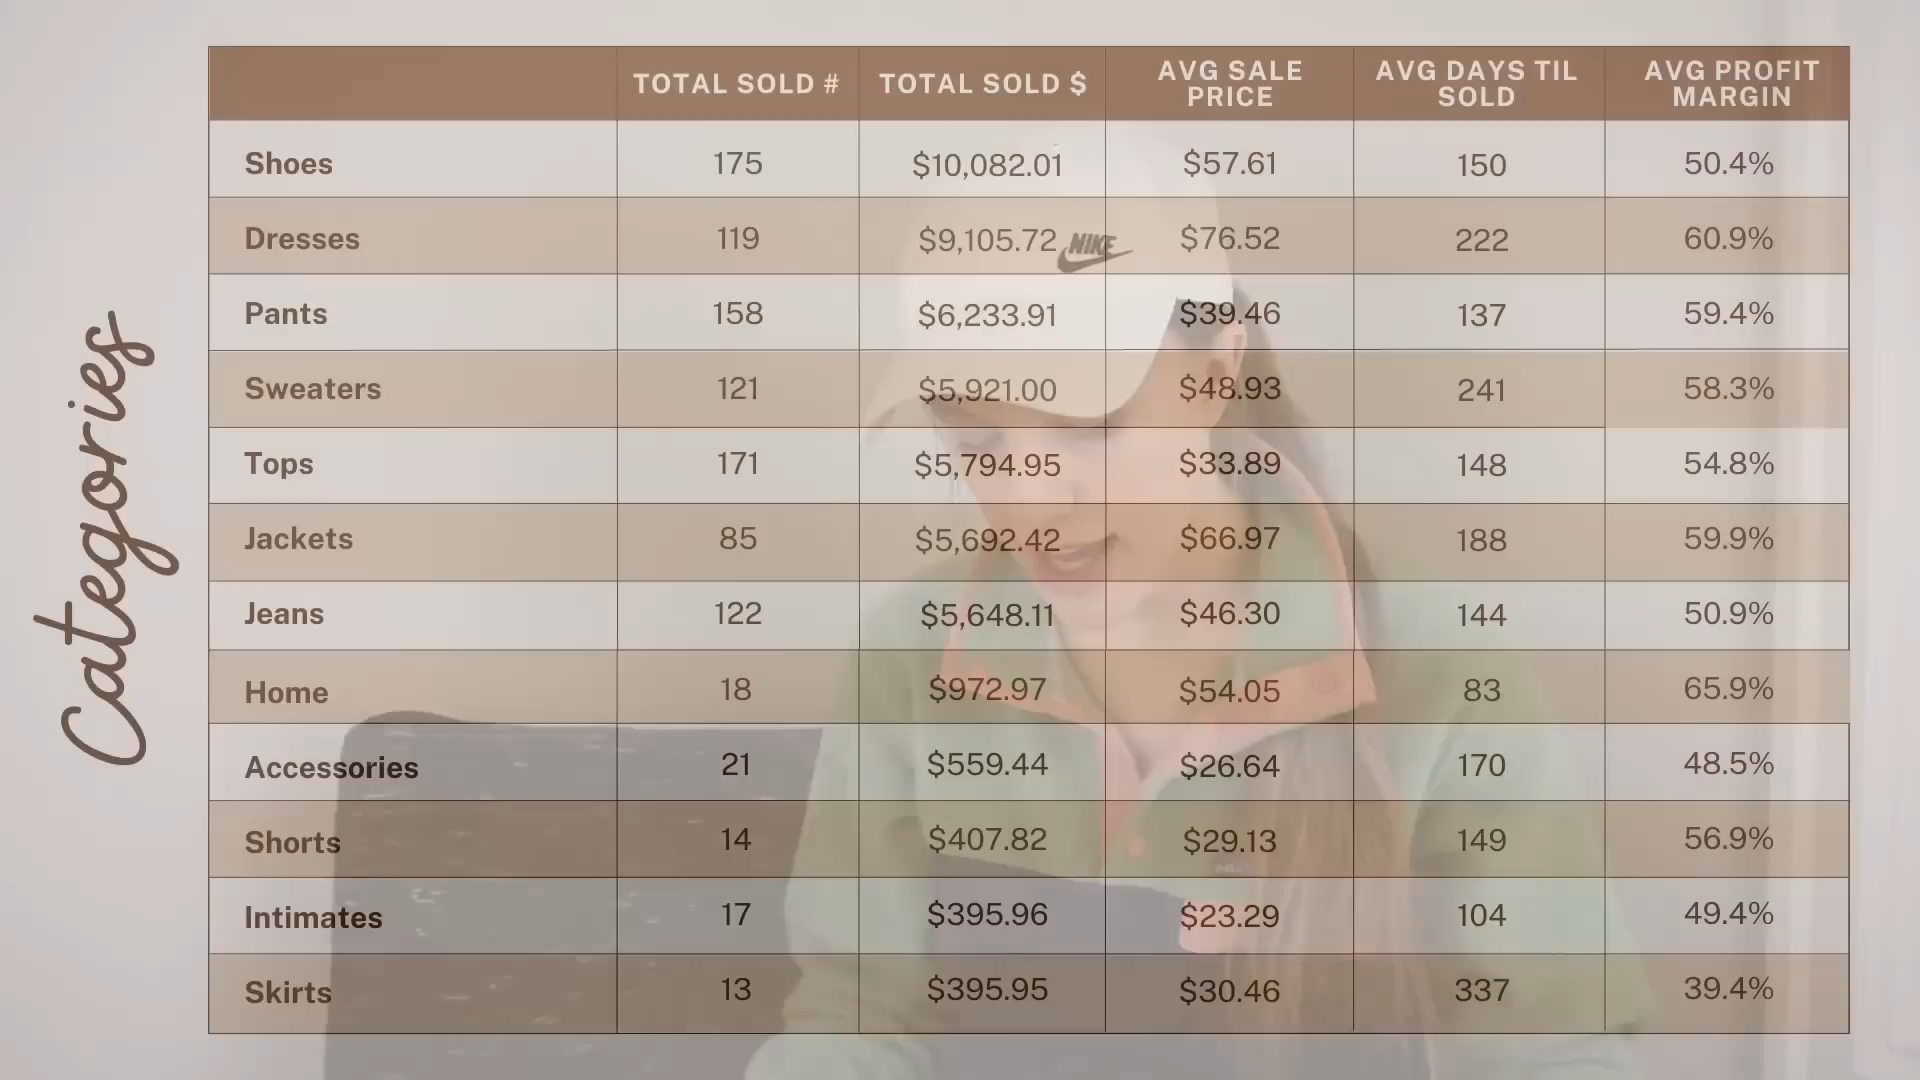 Categories
TOTAL SOLD # TOTAL SOLD $ AVG SALE PRICE AVG DAYS TIL SOLD AVG PROFIT MARGIN
Shoes 175 $10,082.01 $57.61 150 50.4%
Dresses 119 $9,105.72 $76.52 222 60.9%
NIKE
Pants 158 $6,233.91 $39.46 137 59.4%
Sweaters 121 $5,921.00 $48.93 241 58.3%
Tops 171 $5,794.95 $33.89 148 54.8%
Jackets 85 $5,692.42 $66.97 188 59.9%
Jeans 122 $5,648.11 $46.30 144 50.9%
Home 18 $972.97 $54.05 83 65.9%
Accessories 21 $559.44 $26.64 170 48.5%
Shorts 14 $407.82 $29.13 149 56.9%
Intimates 17 $395.96 $23.29 104 49.4%
Skirts 13 $395.95 $30.46 337 39.4%